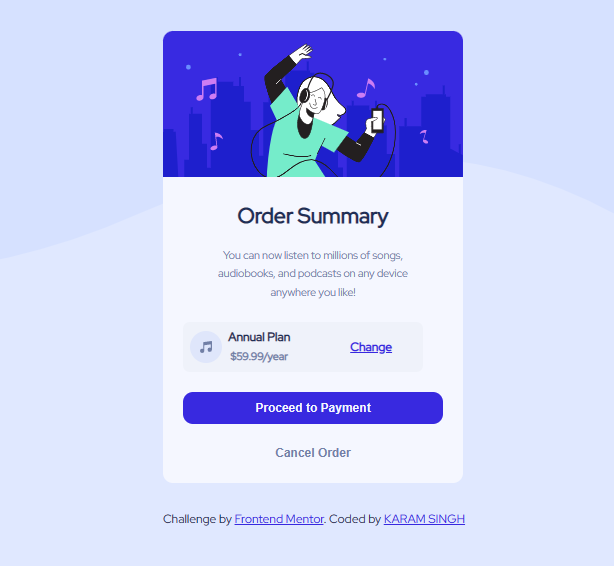 Order Summary
You can now listen to millions of songs,
audiobooks, and podcasts on any device
anywhere you like!
Annual Plan
$59.99/year
Change
Proceed to Payment
Cancel Order
Challenge by Frontend Mentor. Coded by KARAM SINGH